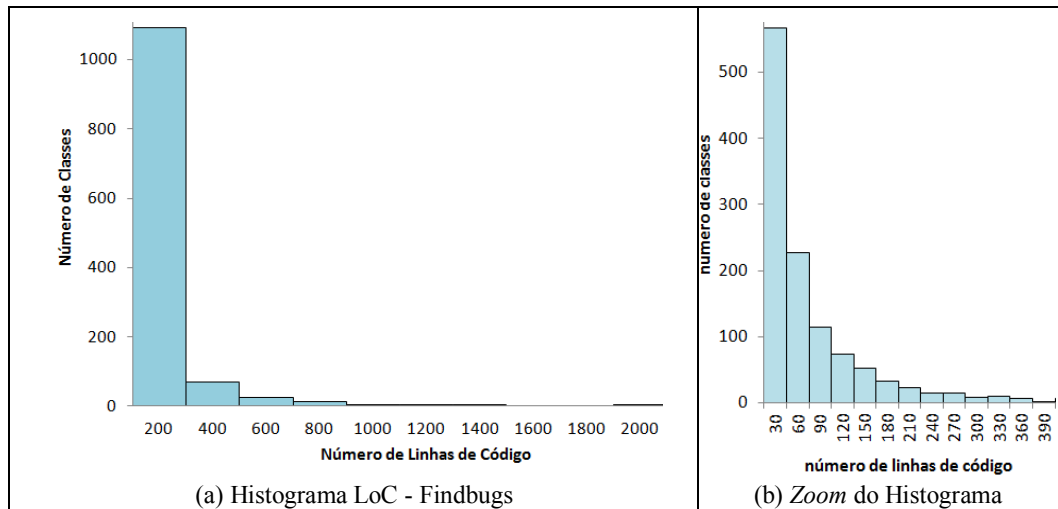 1000
800
600
400
200
0
Número de Classes
200 400 600 800 1000 1200 1400 1600 1800 2000
Número de Linhas de Código
(a) Histograma LoC - Findbugs
500
400
300
200
100
0
numero de classes
30 60 90 120 150 180 210 240 270 300 330 360 390
número de linhas de código
(b) Zoom do Histograma